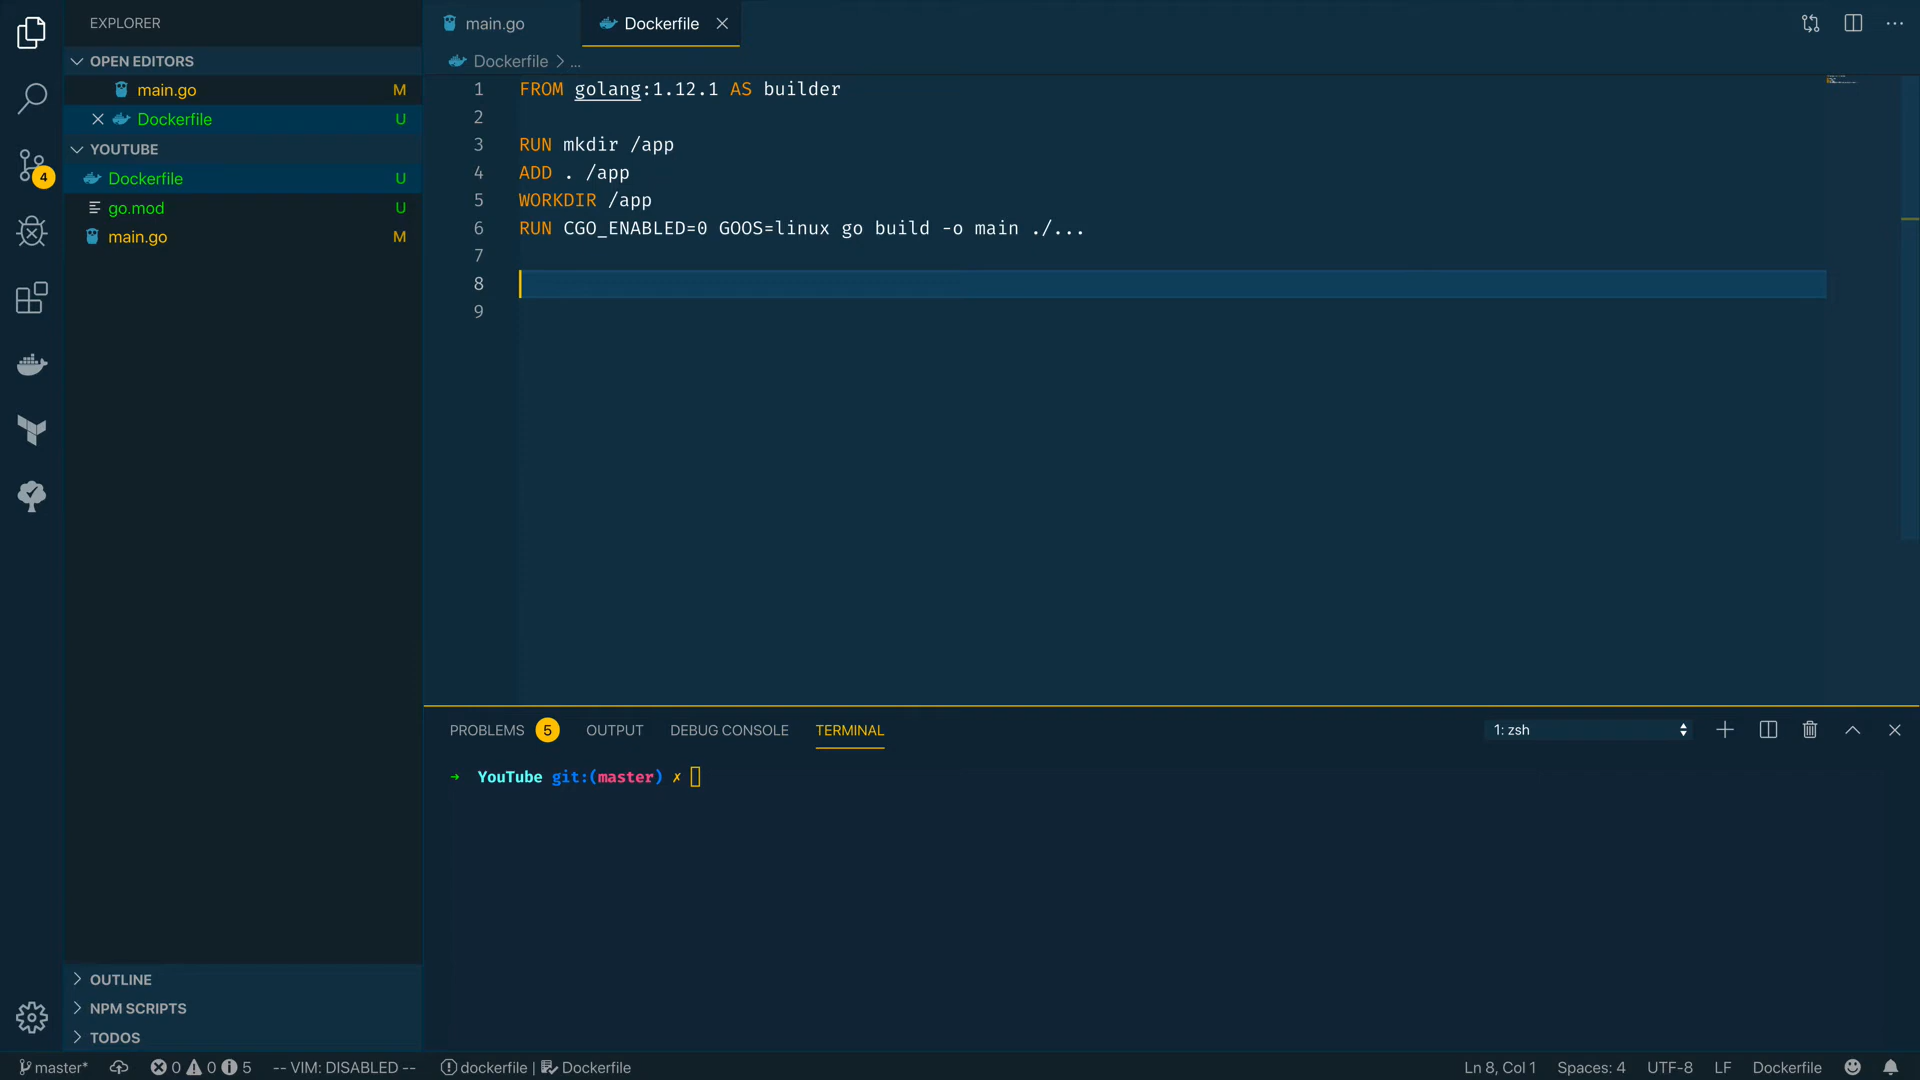 EXPLORER
OPEN EDITORS
main.go M
Dockerfile U
YOUTUBE
Dockerfile U
go.mod U
main.go M
4
OUTLINE
NPM SCRIPTS
TODOS
main.go
Dockerfile
Dockerfile > ...
1 FROM golang:1.12.1 AS builder
2
3 RUN mkdir /app
4 ADD . /app
5 WORKDIR /app
6 RUN CGO_ENABLED=0 GOOS=linux go build -o main ./...
7
8
9
PROBLEMS 5 OUTPUT DEBUG CONSOLE TERMINAL 1: zsh
→ YouTube git:(master) ✗
master* 0 0 5 -- VIM: DISABLED -- dockerfile | Dockerfile Ln 8, Col 1 Spaces: 4 UTF-8 LF Dockerfile